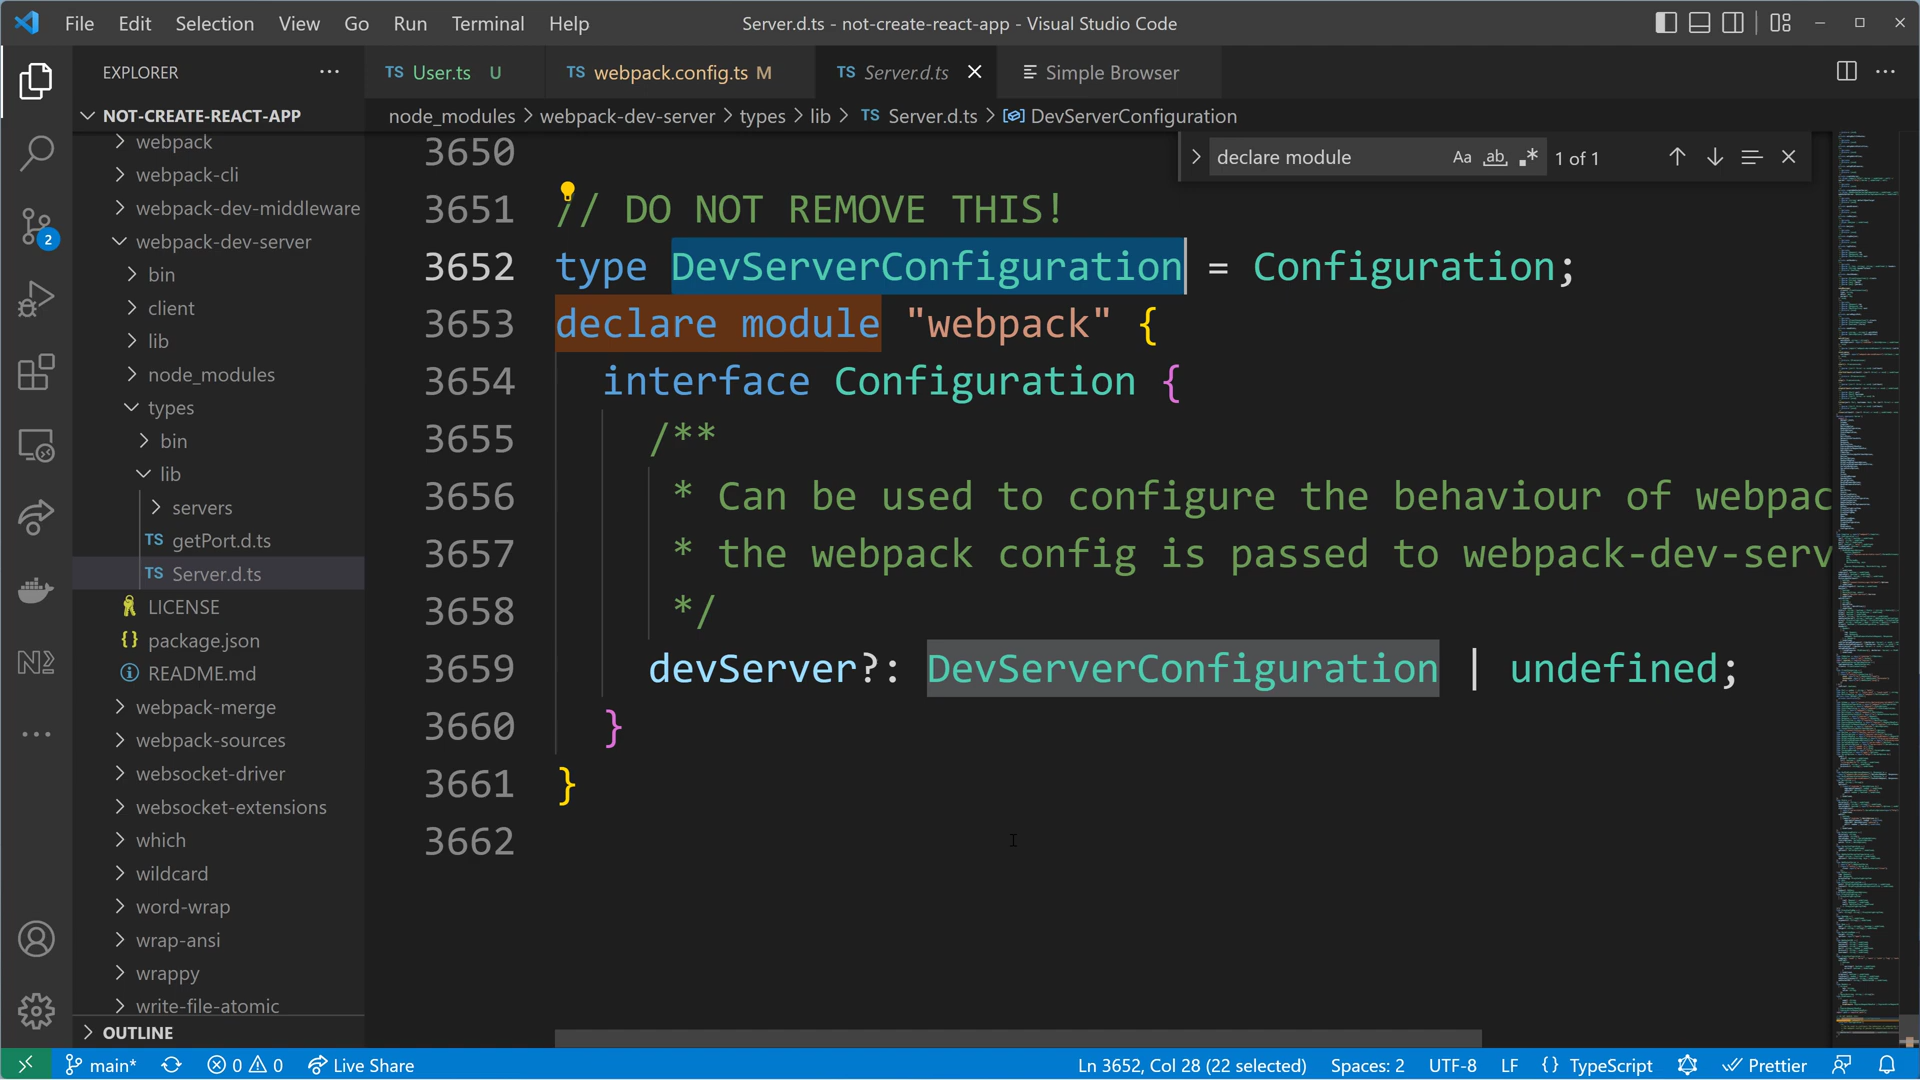 File Edit Selection View Go Run Terminal Help
Server.d.ts - not-create-react-app - Visual Studio Code
EXPLORER
TS User.ts U
TS webpack.config.ts M
TS Server.d.ts
Simple Browser
NOT-CREATE-REACT-APP
node_modules > webpack-dev-server > types > lib > TS Server.d.ts > DevServerConfiguration
declare module Aa ab 1 of 1
webpack
webpack-cli
webpack-dev-middleware
webpack-dev-server
bin
client
lib
node_modules
types
bin
lib
servers
TS getPort.d.ts
TS Server.d.ts
LICENSE
{} package.json
README.md
webpack-merge
webpack-sources
websocket-driver
websocket-extensions
which
wildcard
word-wrap
wrap-ansi
wrappy
write-file-atomic
OUTLINE
2
3650
3651 // DO NOT REMOVE THIS!
3652 type DevServerConfiguration = Configuration;
3653 declare module "webpack" {
3654 interface Configuration {
3655 /**
3656 * Can be used to configure the behaviour of webpac
3657 * the webpack config is passed to webpack-dev-serv
3658 */
3659 devServer?: DevServerConfiguration | undefined;
3660 }
3661 }
3662
main* 0 0 Live Share
Ln 3652, Col 28 (22 selected) Spaces: 2 UTF-8 LF {} TypeScript Prettier